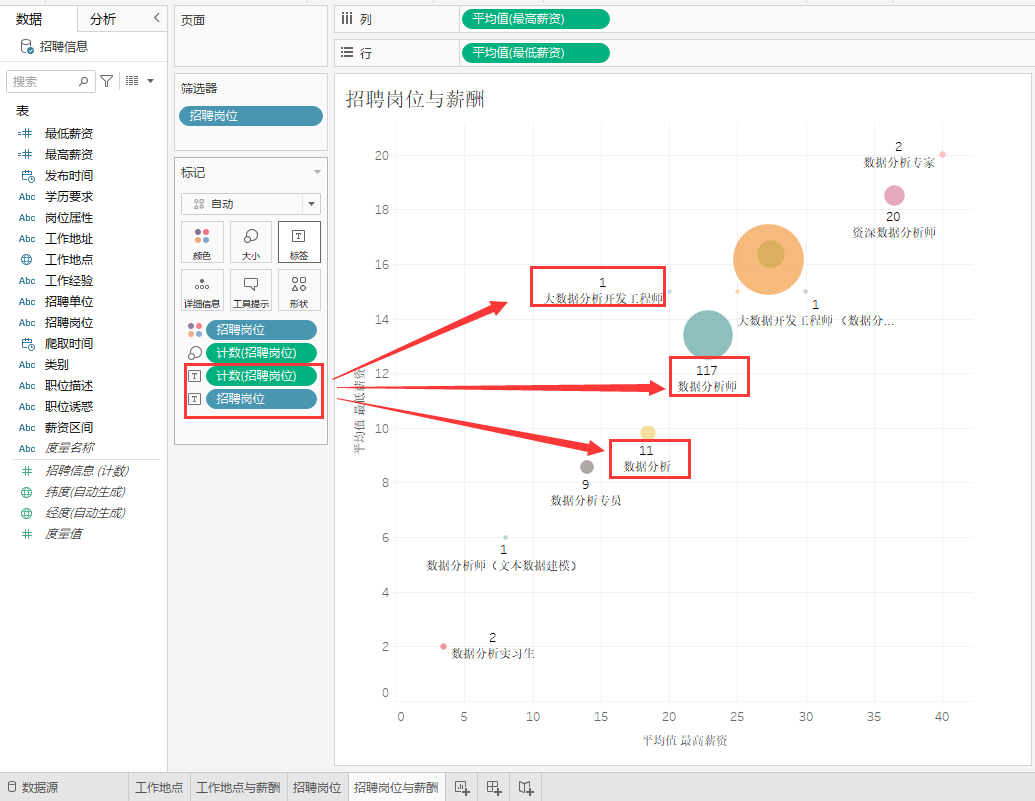 数据
分析
招聘信息
搜索
表
最低薪资
最高薪资
发布时间
Abc 学历要求
Abc 岗位属性
Abc 工作地址
工作地点
Abc 工作经验
Abc 招聘单位
Abc 招聘岗位
爬取时间
Abc 类别
Abc 职位描述
Abc 职位诱惑
Abc 薪资区间
Abc 度量名称
招聘信息 (计数)
纬度(自动生成)
经度(自动生成)
度量值
页面
筛选器
招聘岗位
标记
自动
颜色
大小
T
标签
详细信息
工具提示
形状
招聘岗位
计数(招聘岗位)
T 计数(招聘岗位)
T 招聘岗位
列
平均值(最高薪资)
行
平均值(最低薪资)
招聘岗位与薪酬
平均值 最低薪资
20
18
16
14
12
10
8
6
4
2
0
2
数据分析专家
20
资深数据分析师
1
大数据分析开发工程师
1
大数据开发工程师（数据分...
117
数据分析师
11
数据分析
9
数据分析专员
1
数据分析师（文本数据建模）
2
数据分析实习生
0
5
10
15
20
25
30
35
40
平均值 最高薪资
数据源
工作地点
工作地点与薪酬
招聘岗位
招聘岗位与薪酬